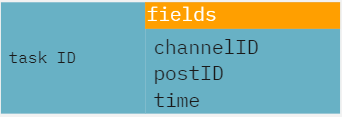 fields
task ID
channelID
postID
time